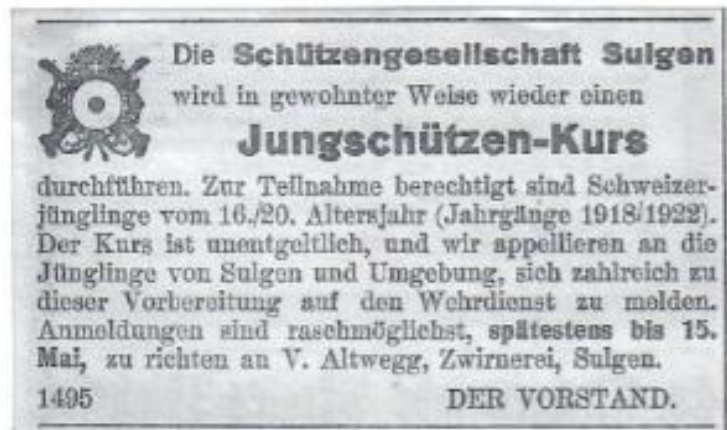 Die Schützengesellschaft Sulgen
wird in gewohnter Weise wieder einen
Jungschützen-Kurs
durchführen. Zur Teilnahme berechtigt sind Schweizer-
jünglinge vom 16./20. Altersjahr (Jahrgänge 1918/1922).
Der Kurs ist unentgeltlich, und wir appellieren an die
Jünglinge von Sulgen und Umgebung, sich zahlreich zu
dieser Vorbereitung auf den Wehrdienst zu melden.
Anmeldungen sind raschmöglichst, spätestens bis 15.
Mai, zu richten an V. Altwegg, Zwirnerei, Sulgen.
1495 DER VORSTAND.